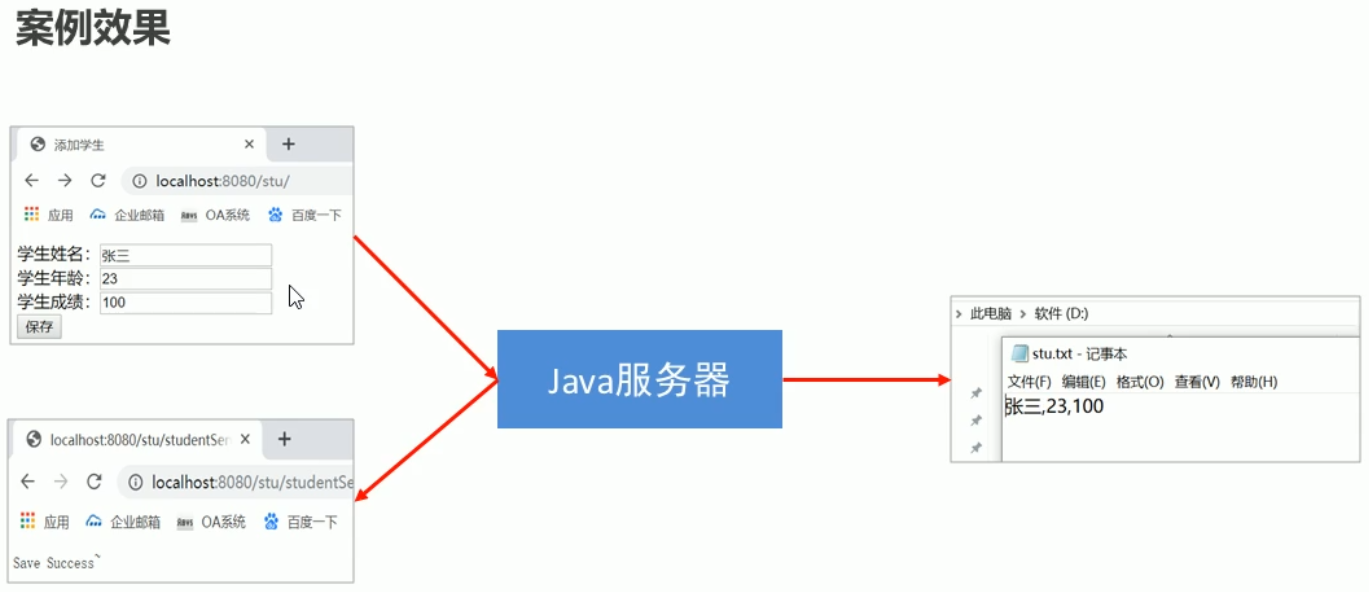 案例效果
添加学生
localhost:8080/stu/
应用 企业邮箱 OA系统 百度一下
学生姓名: 张三
学生年龄: 23
学生成绩: 100
保存
localhost:8080/stu/studentSer
localhost:8080/stu/studentSe
应用 企业邮箱 OA系统 百度一下
Save Success~
Java服务器
此电脑 > 软件 (D:)
stu.txt - 记事本
文件(F) 编辑(E) 格式(O) 查看(V) 帮助(H)
张三,23,100